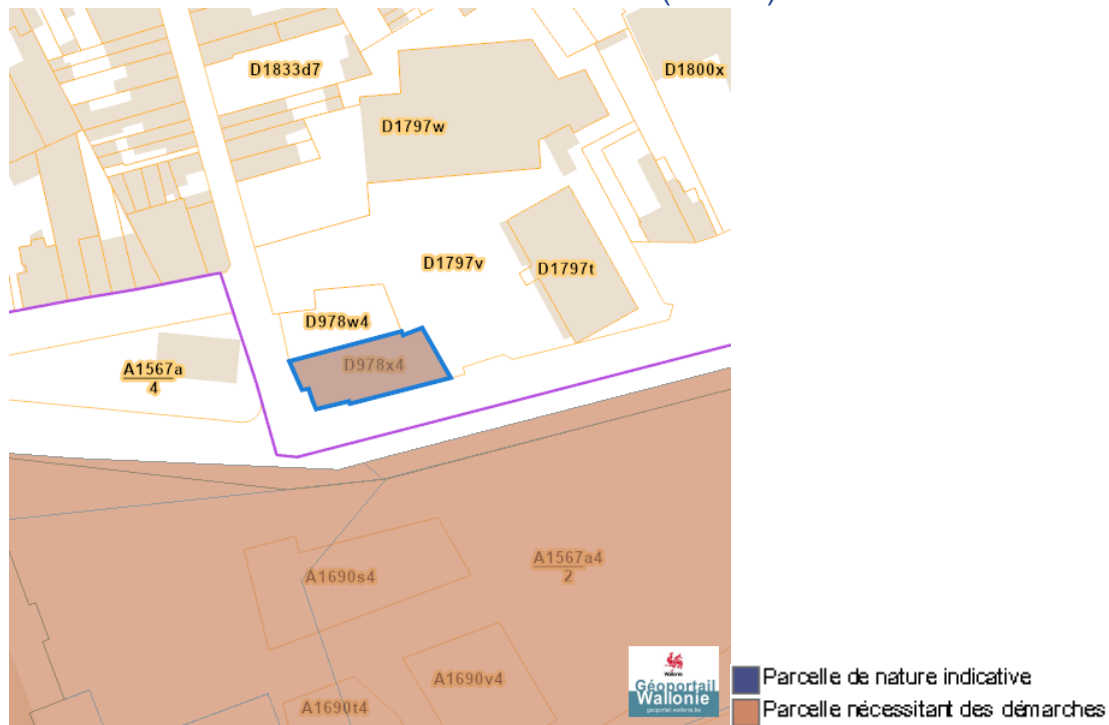 D1833d7
D1800x
D1797w
D1797v
D1797t
D978w4
D978x4
A1567a
4
A1567a4
2
A1690s4
A1690v4
A1690t4
Wallonie
Géoportail
Wallonie
geoportail.wallonie.be
Parcelle de nature indicative
Parcelle nécessitant des démarches